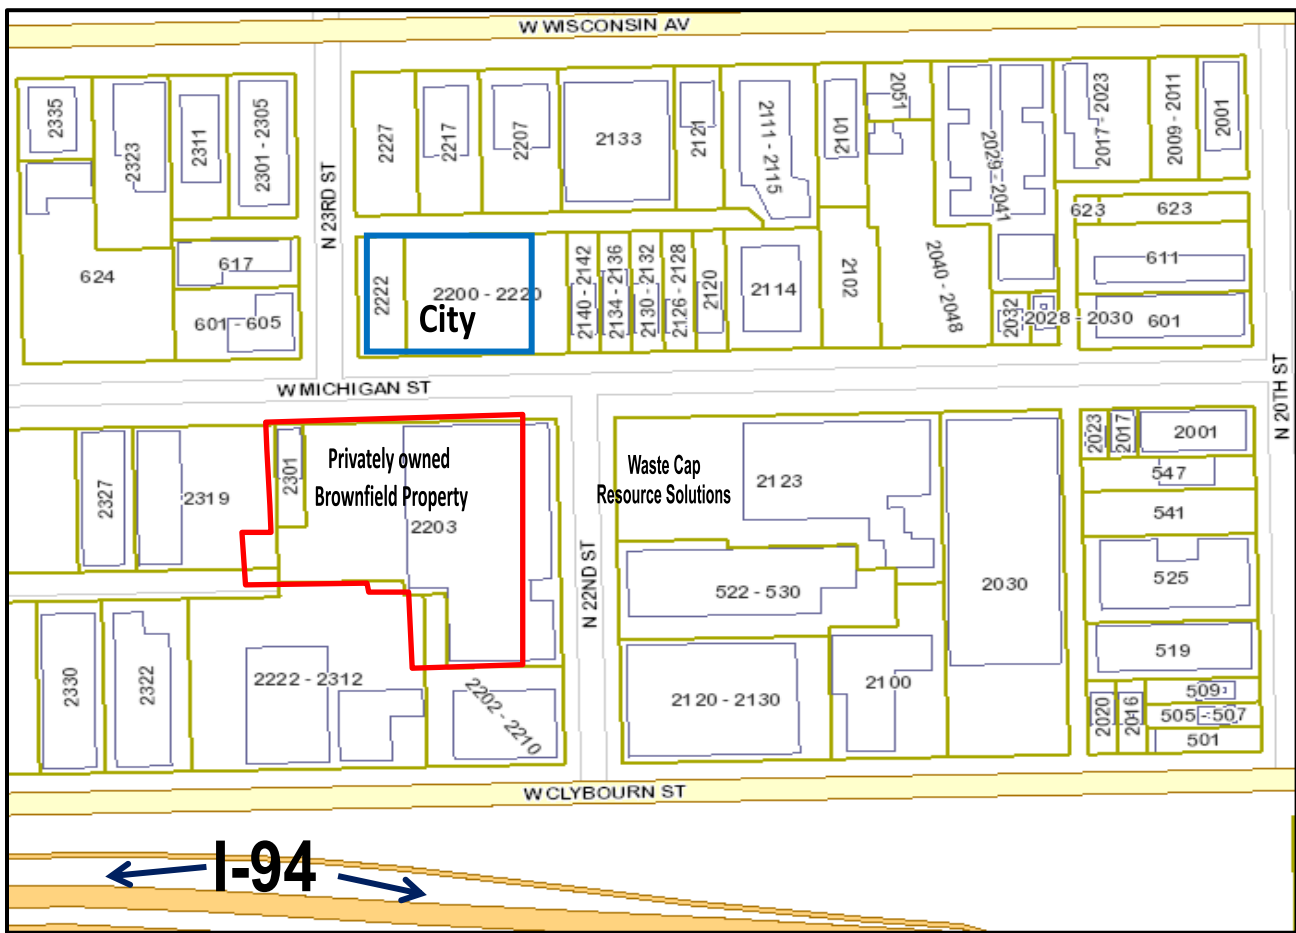 W WISCONSIN AV
2335
2323
2311
2301 - 2305
N 23RD ST
2227
2217
2207
2133
2121
2111 - 2115
2101
2051
2029 - 2041
2017 - 2023
2009 - 2011
2001
624
617
601 - 605
2222
2200 - 2220
City
2140 - 2142
2134 - 2136
2130 - 2132
2126 - 2128
2120
2114
2102
2040 - 2048
2032
2028 - 2030
623
623
611
601
W MICHIGAN ST
N 20TH ST
2327
2319
2301
Privately owned
Brownfield Property
2203
N 22ND ST
Waste Cap
Resource Solutions
2123
522 - 530
2030
2023
2017
2001
547
541
525
519
2330
2322
2222 - 2312
2202 - 2210
2120 - 2130
2100
2020
2016
509
505 - 507
501
W CLYBOURN ST
I-94